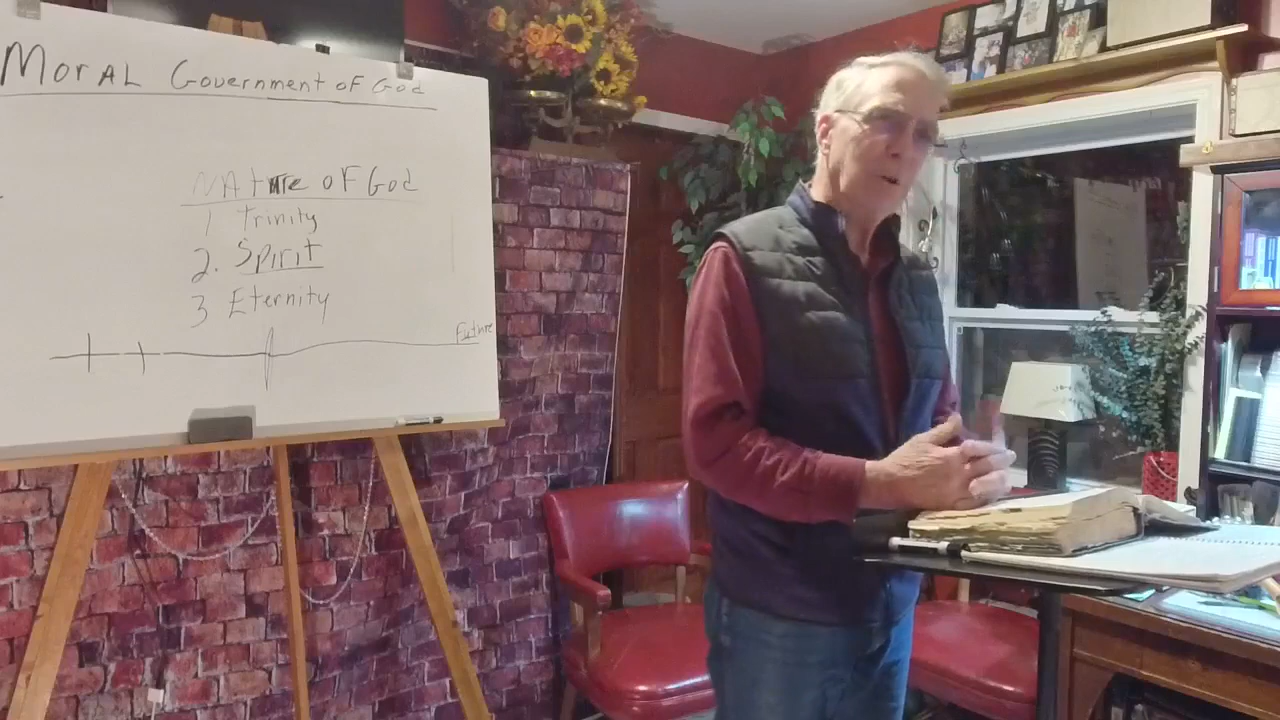 Moral Government of God
Nature of God
1 Trinity
2. Spirit
3 Eternity
Future